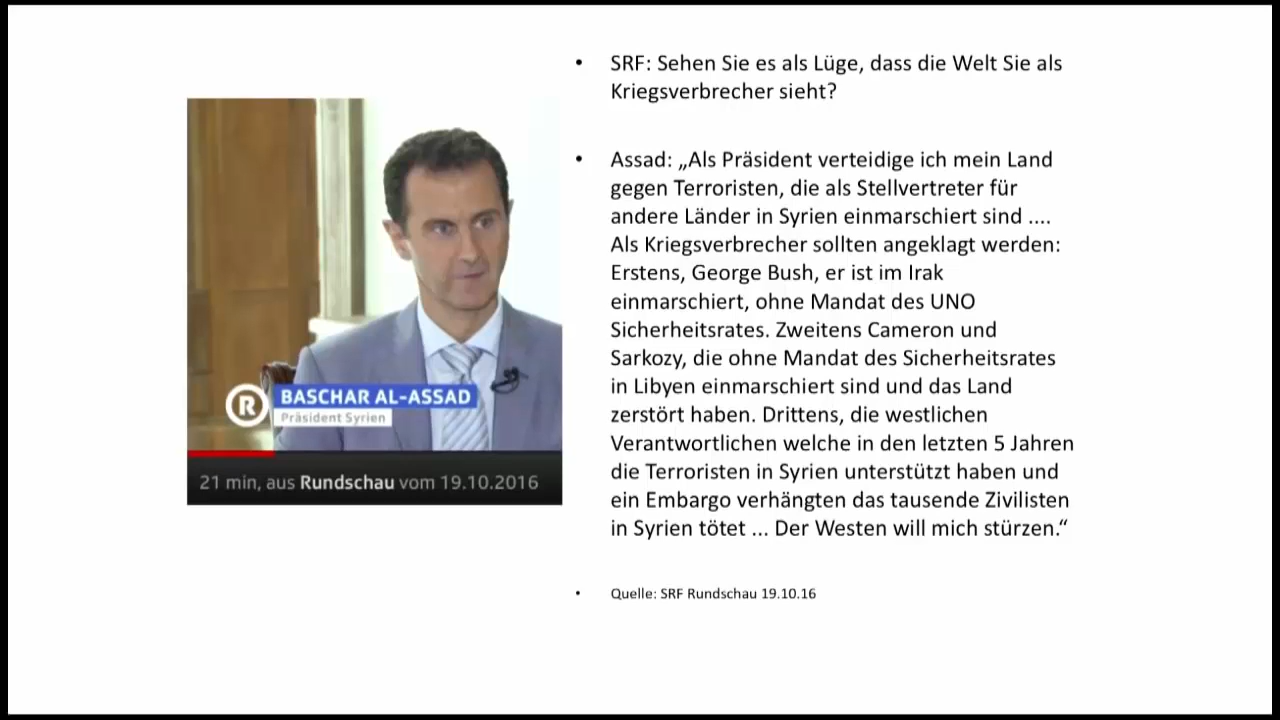 • SRF: Sehen Sie es als Lüge, dass die Welt Sie als
Kriegsverbrecher sieht?
• Assad: „Als Präsident verteidige ich mein Land
gegen Terroristen, die als Stellvertreter für
andere Länder in Syrien einmarschiert sind ....
Als Kriegsverbrecher sollten angeklagt werden:
Erstens, George Bush, er ist im Irak
einmarschiert, ohne Mandat des UNO
Sicherheitsrates. Zweitens Cameron und
Sarkozy, die ohne Mandat des Sicherheitsrates
in Libyen einmarschiert sind und das Land
zerstört haben. Drittens, die westlichen
Verantwortlichen welche in den letzten 5 Jahren
die Terroristen in Syrien unterstützt haben und
ein Embargo verhängten das tausende Zivilisten
in Syrien tötet ... Der Westen will mich stürzen.“
• Quelle: SRF Rundschau 19.10.16
R
BASCHAR AL-ASSAD
Präsident Syrien
21 min, aus Rundschau vom 19.10.2016